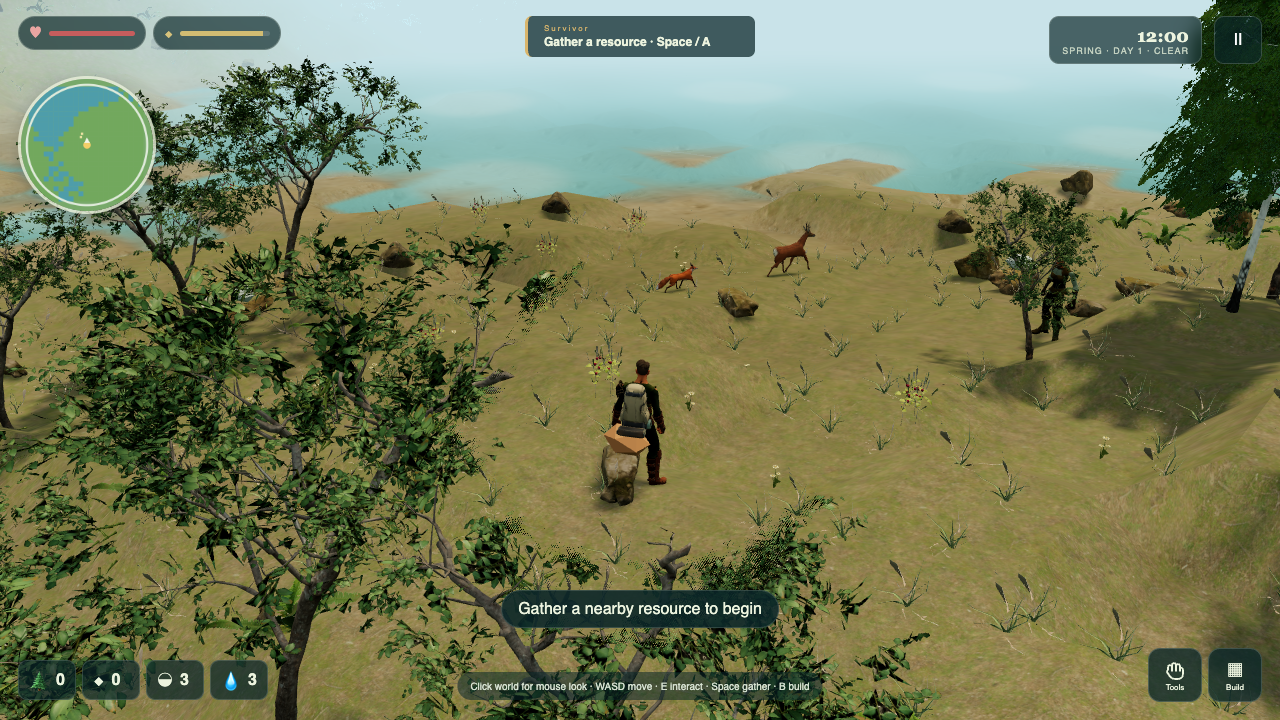 Survivor
Gather a resource · Space / A
12:00
SPRING · DAY 1 · CLEAR
Gather a nearby resource to begin
0
0
3
3
Click world for mouse look · WASD move · E interact · Space gather · B build
Tools
Build